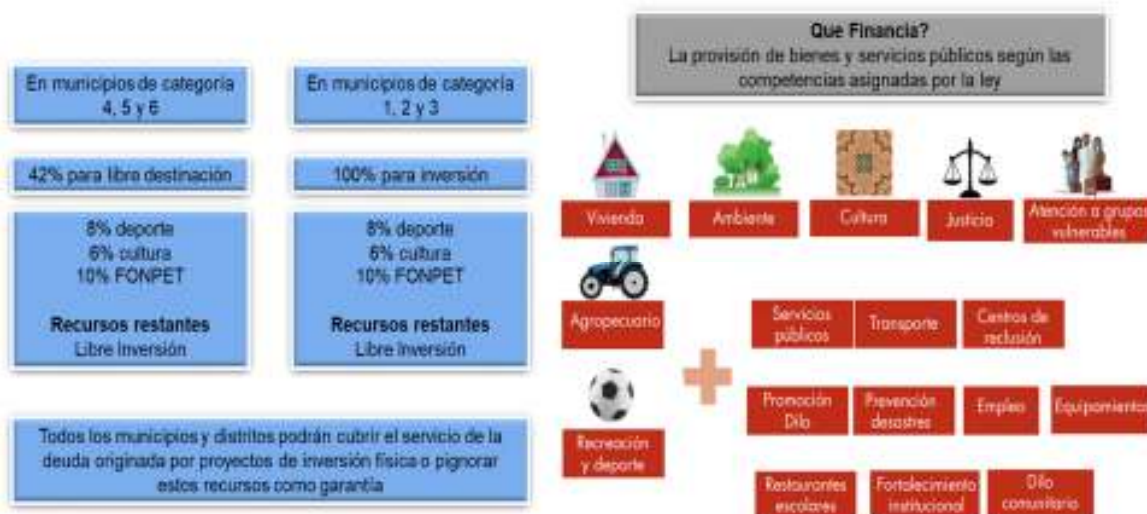 En municipios de categoría
4, 5 y 6
42% para libre destinación
8% deporte
6% cultura
10% FONPET
Recursos restantes
Libre Inversión
En municipios de categoría
1, 2 y 3
100% para inversión
8% deporte
6% cultura
10% FONPET
Recursos restantes
Libre Inversión
Todos los municipios y distritos podrán cubrir el servicio de la
deuda originada por proyectos de inversión física o pignorar
estos recursos como garantía
Que Financia?
La provisión de bienes y servicios públicos según las
competencias asignadas por la ley
Vivienda
Ambiente
Cultura
Justicia
Atención a grupos
vulnerables
Agropecuario
Recreación
y deporte
Servicios
públicos
Transporte
Centros de
reclusión
Promoción
Dllo
Prevención
desastres
Empleo
Equipamientos
Restaurantes
escolares
Fortalecimiento
institucional
Dllo
comunitario